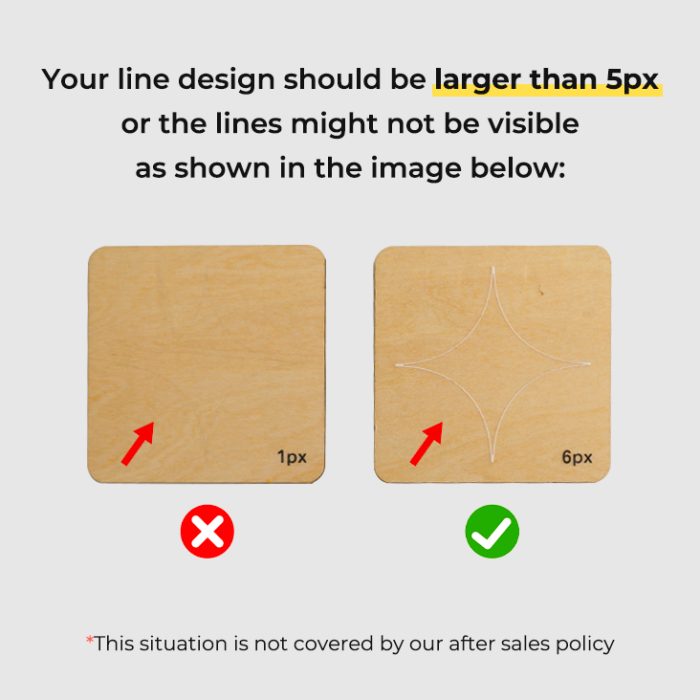 Your line design should be larger than 5px
or the lines might not be visible
as shown in the image below:
1px
6px
*This situation is not covered by our after sales policy